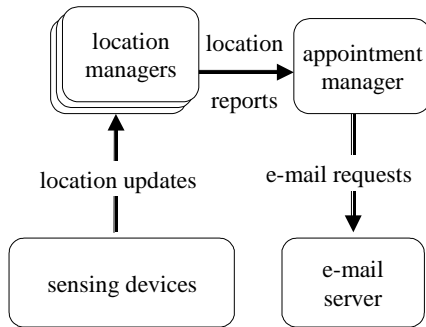 location
managers
location
reports
appointment
manager
location updates
e-mail requests
sensing devices
e-mail
server